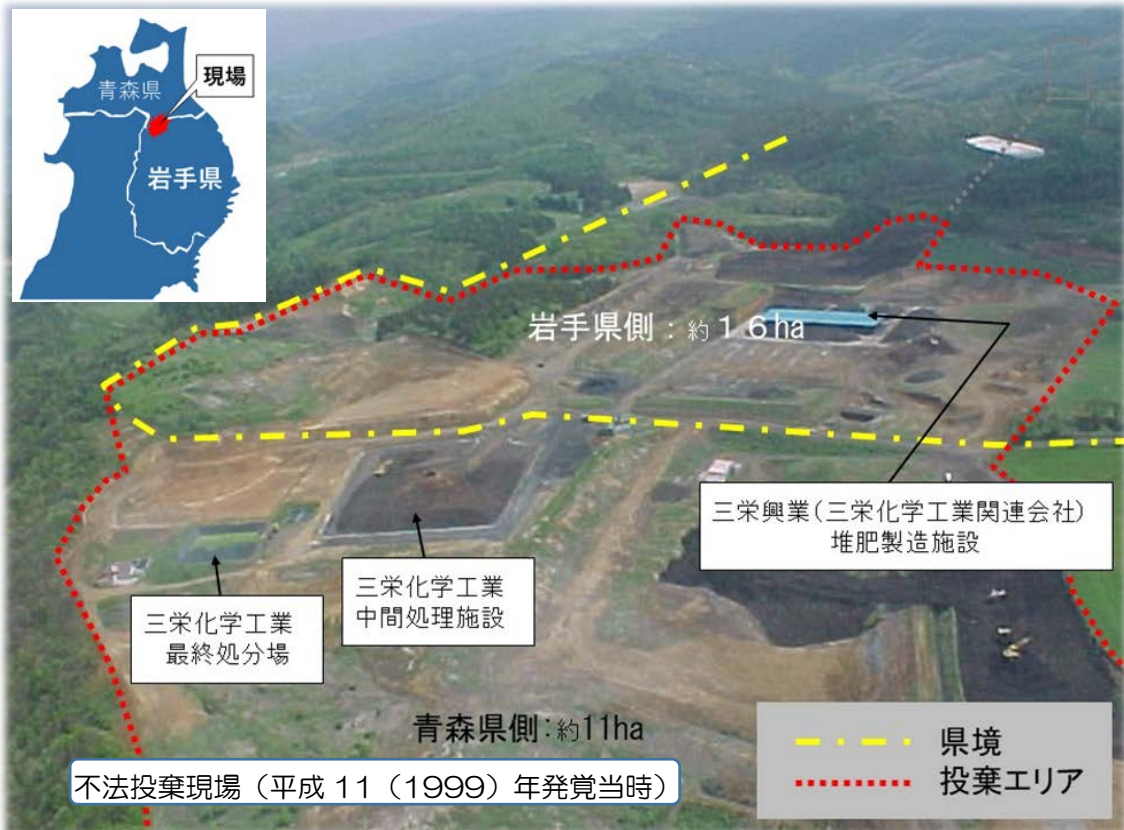 青森県
現場
岩手県
岩手県側：約１６ha
三栄興業(三栄化学工業関連会社)
堆肥製造施設
三栄化学工業
中間処理施設
三栄化学工業
最終処分場
青森県側：約11ha
不法投棄現場（平成 11（1999）年発覚当時）
県境
投棄エリア